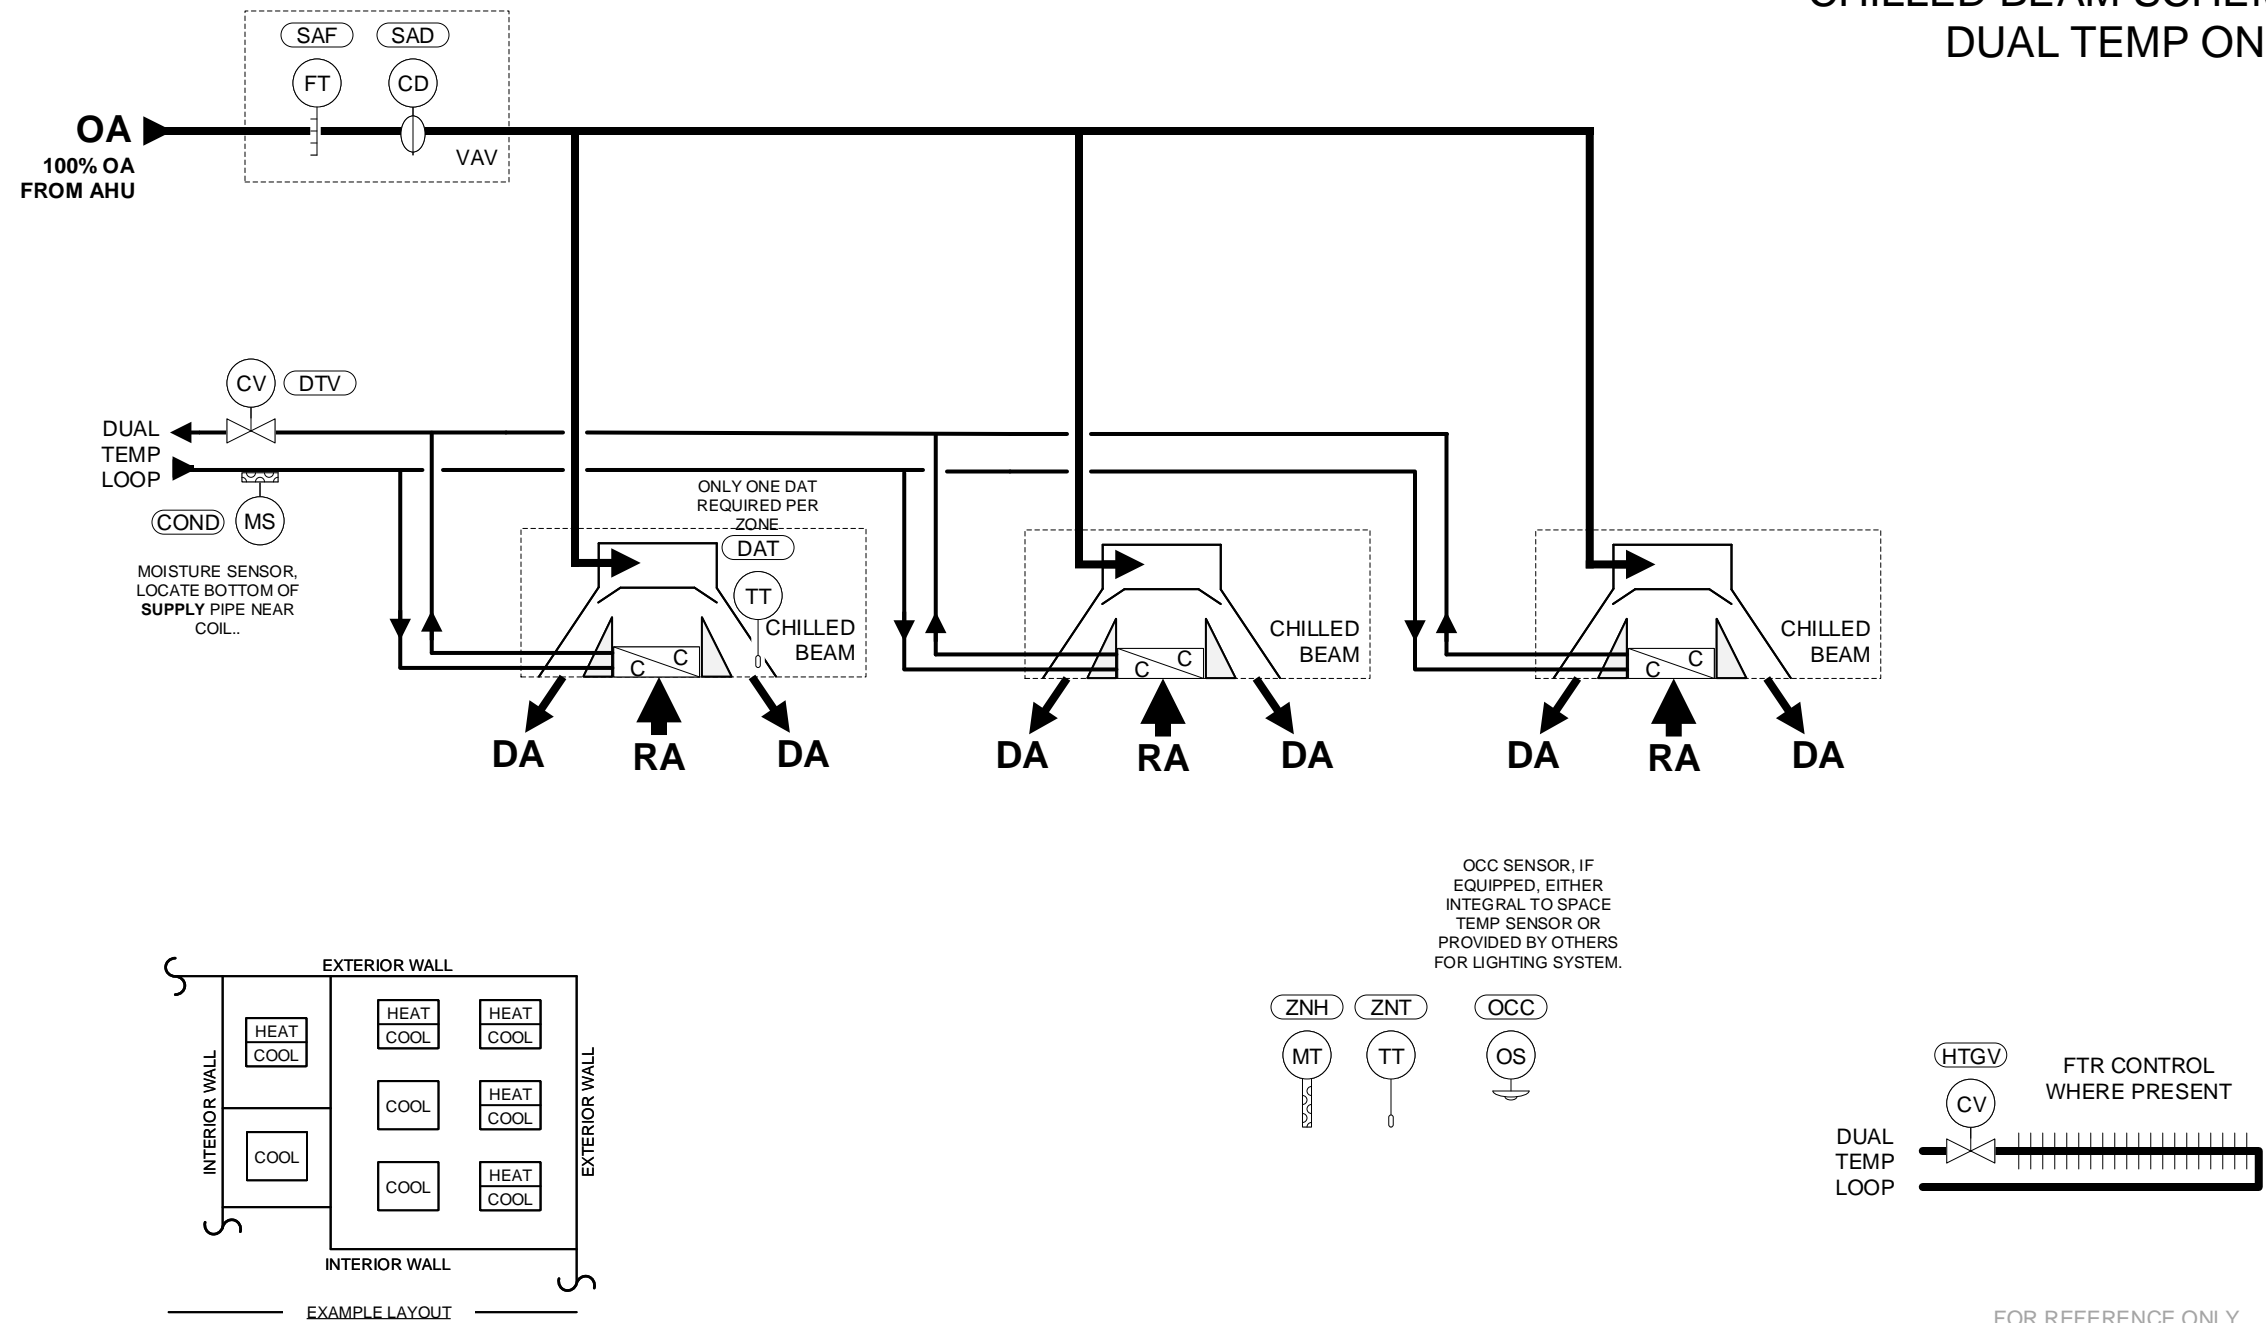 CHILLED BEAM SCHEM
DUAL TEMP ON
SAF
SAD
FT
CD
OA
100% OA
FROM AHU
VAV
CV
DTV
DUAL
TEMP
LOOP
COND
MS
MOISTURE SENSOR,
LOCATE BOTTOM OF
SUPPLY PIPE NEAR
COIL..
ONLY ONE DAT
REQUIRED PER
ZONE
DAT
TT
CHILLED
BEAM
C
C
DA
RA
DA
CHILLED
BEAM
C
C
DA
RA
DA
CHILLED
BEAM
C
C
DA
RA
DA
OCC SENSOR, IF
EQUIPPED, EITHER
INTEGRAL TO SPACE
TEMP SENSOR OR
PROVIDED BY OTHERS
FOR LIGHTING SYSTEM.
ZNH
ZNT
OCC
MT
TT
OS
HTGV
CV
FTR CONTROL
WHERE PRESENT
DUAL
TEMP
LOOP
EXTERIOR WALL
INTERIOR WALL
EXTERIOR WALL
HEAT
COOL
HEAT
COOL
HEAT
COOL
COOL
HEAT
COOL
COOL
COOL
HEAT
COOL
INTERIOR WALL
EXAMPLE LAYOUT
FOR REFERENCE ONLY